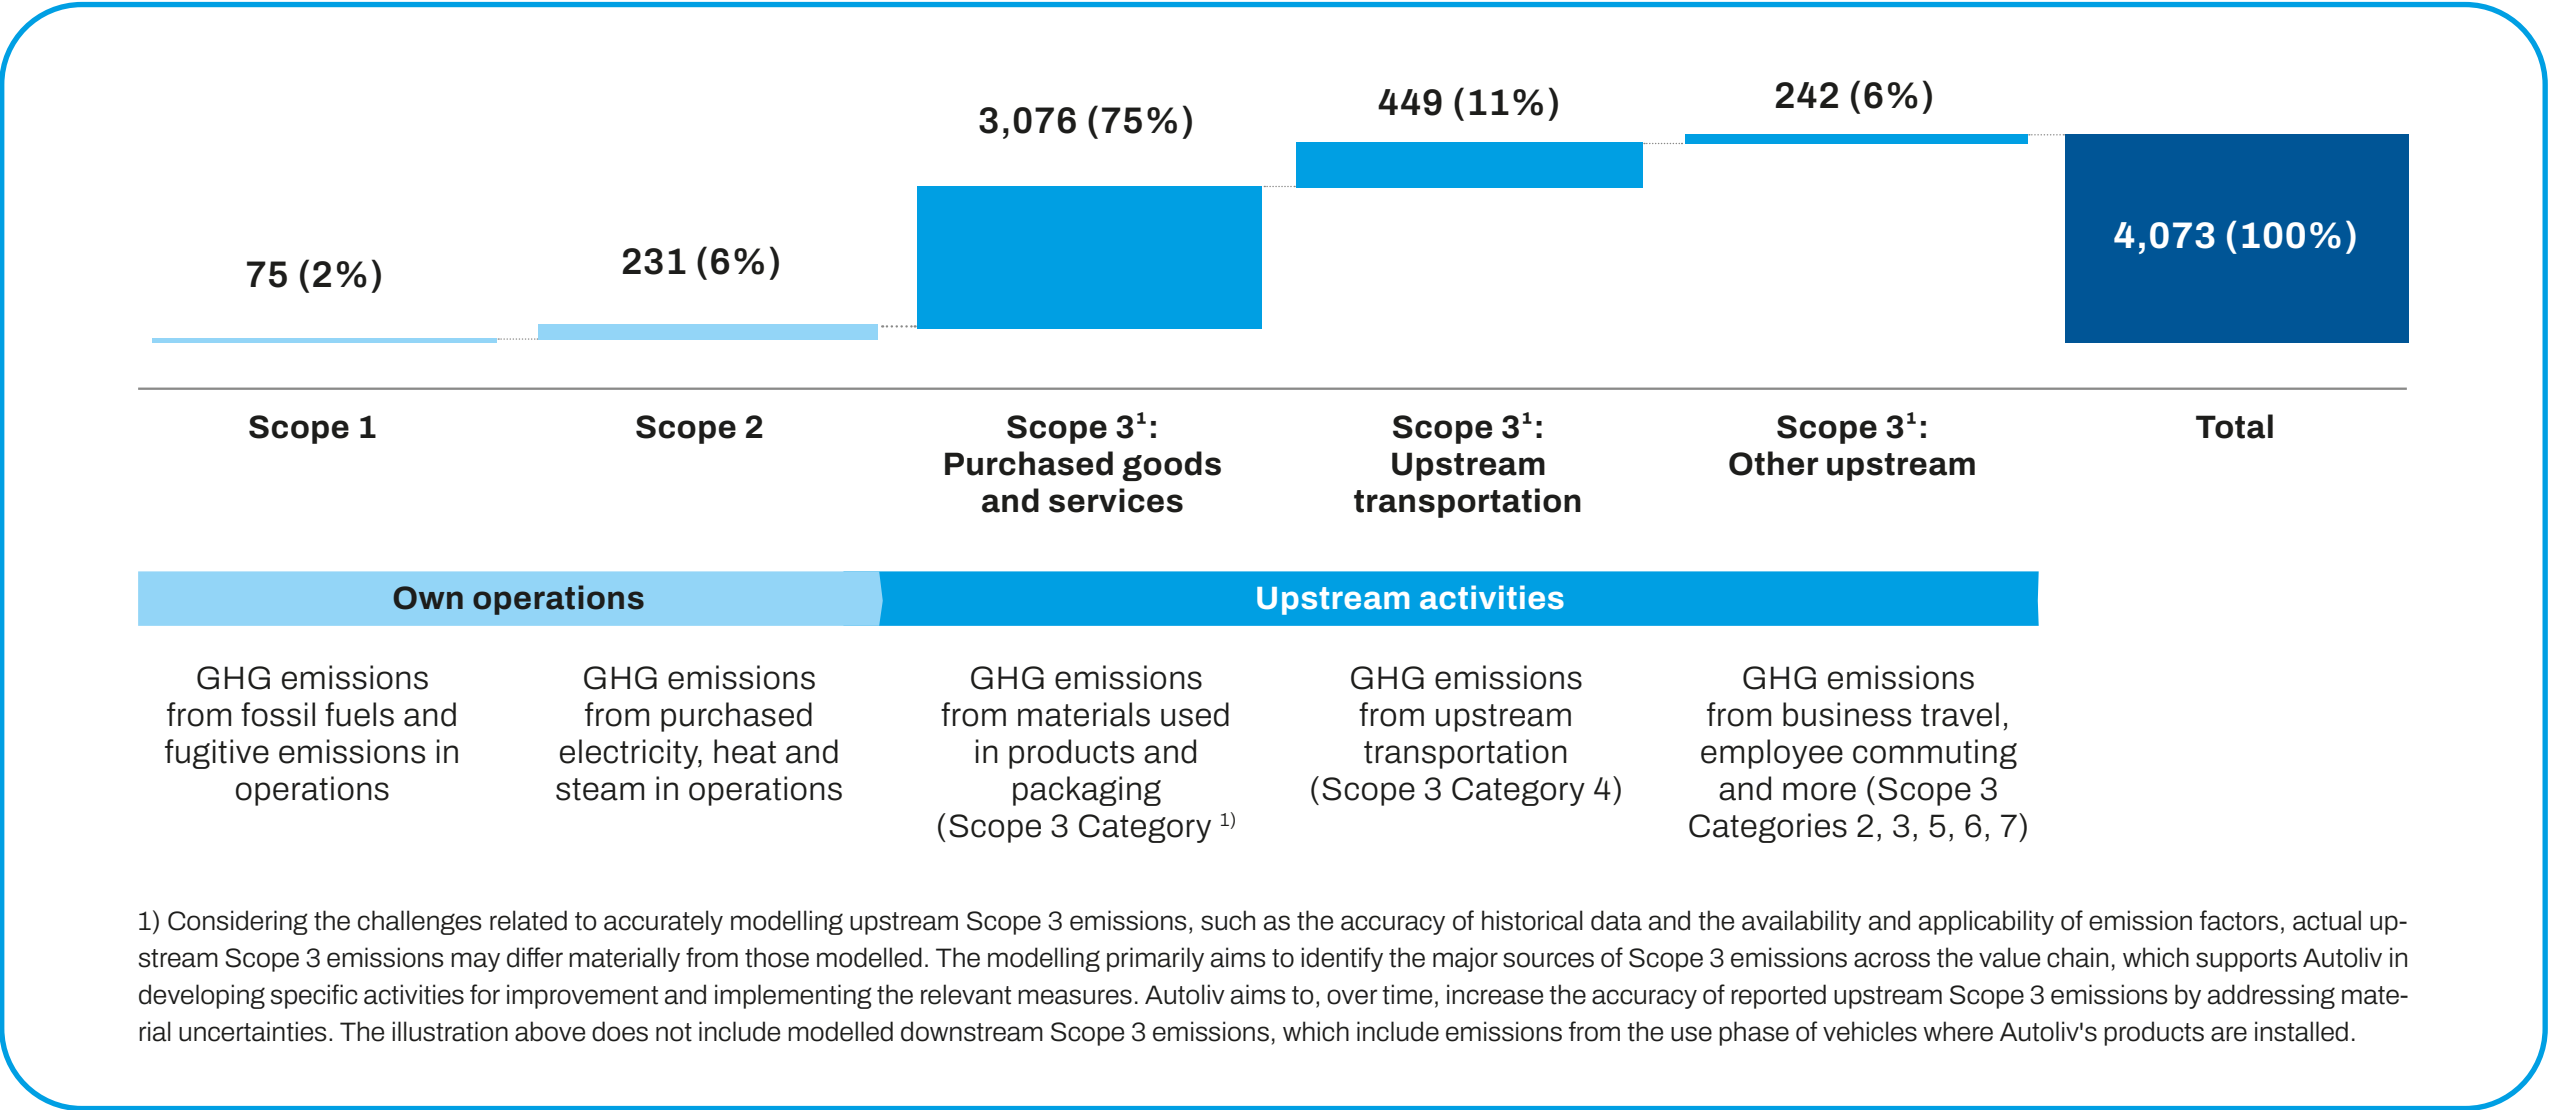 3,076 (75%)
449 (11%)
242 (6%)
75 (2%)
231 (6%)
4,073 (100%)
Scope 1
Scope 2
Scope 3¹:
Purchased goods
and services
Scope 3¹:
Upstream
transportation
Scope 3¹:
Other upstream
Total
Own operations
Upstream activities
GHG emissions
from fossil fuels and
fugitive emissions in
operations
GHG emissions
from purchased
electricity, heat and
steam in operations
GHG emissions
from materials used
in products and
packaging
(Scope 3 Category ¹⁾
GHG emissions
from upstream
transportation
(Scope 3 Category 4)
GHG emissions
from business travel,
employee commuting
and more (Scope 3
Categories 2, 3, 5, 6, 7)
1) Considering the challenges related to accurately modelling upstream Scope 3 emissions, such as the accuracy of historical data and the availability and applicability of emission factors, actual up-
stream Scope 3 emissions may differ materially from those modelled. The modelling primarily aims to identify the major sources of Scope 3 emissions across the value chain, which supports Autoliv in
developing specific activities for improvement and implementing the relevant measures. Autoliv aims to, over time, increase the accuracy of reported upstream Scope 3 emissions by addressing mate-
rial uncertainties. The illustration above does not include modelled downstream Scope 3 emissions, which include emissions from the use phase of vehicles where Autoliv's products are installed.